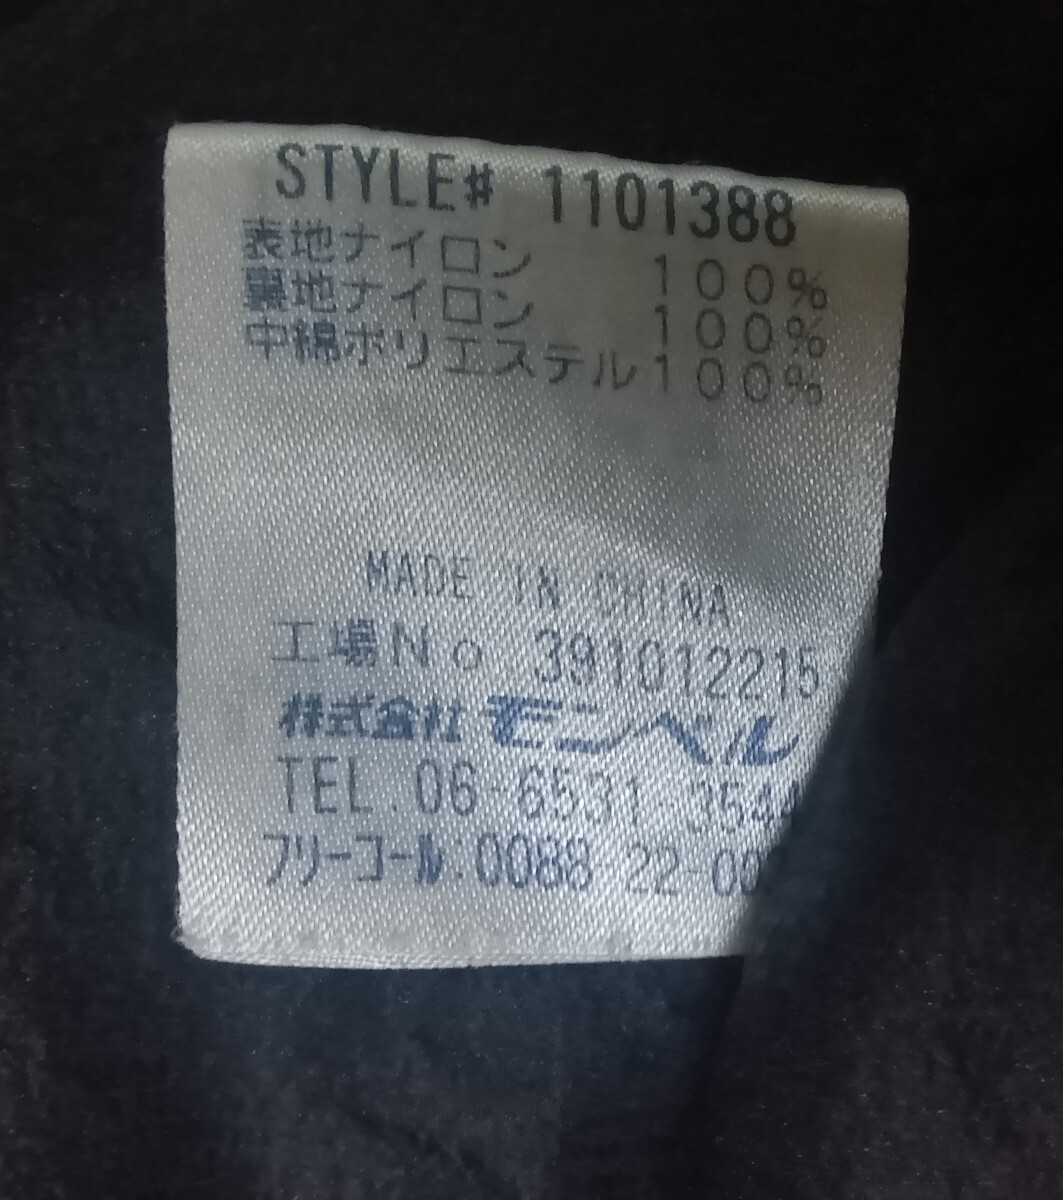 STYLE# 1101388
表地ナイロン 100%
裏地ナイロン 100%
中綿ポリエステル100%
MADE IN CHINA
工場No 391012215
株式会社 モンベル
TEL. 06-6531-354
フリーコール:0088-22-00